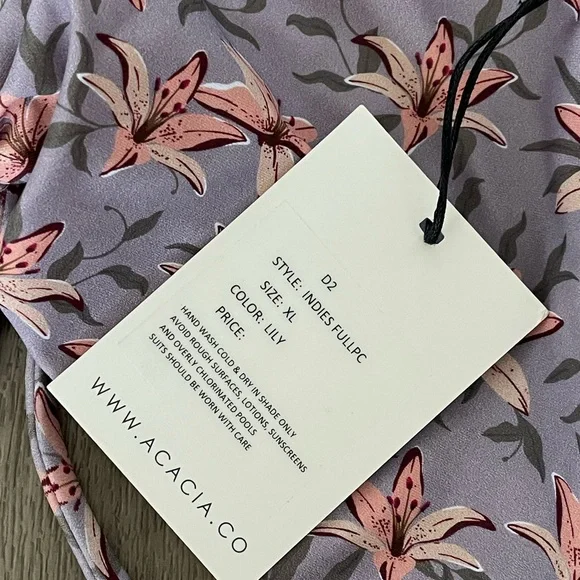 D2
STYLE: INDIES FULLPC
SIZE: XL
COLOR: LILY
PRICE:
HAND WASH COLD & DRY IN SHADE ONLY
AVOID ROUGH SURFACES, LOTIONS, SUNSCREENS
AND OVERLY CHLORINATED POOLS
SUITS SHOULD BE WORN WITH CARE
WWW.ACACIA.CO